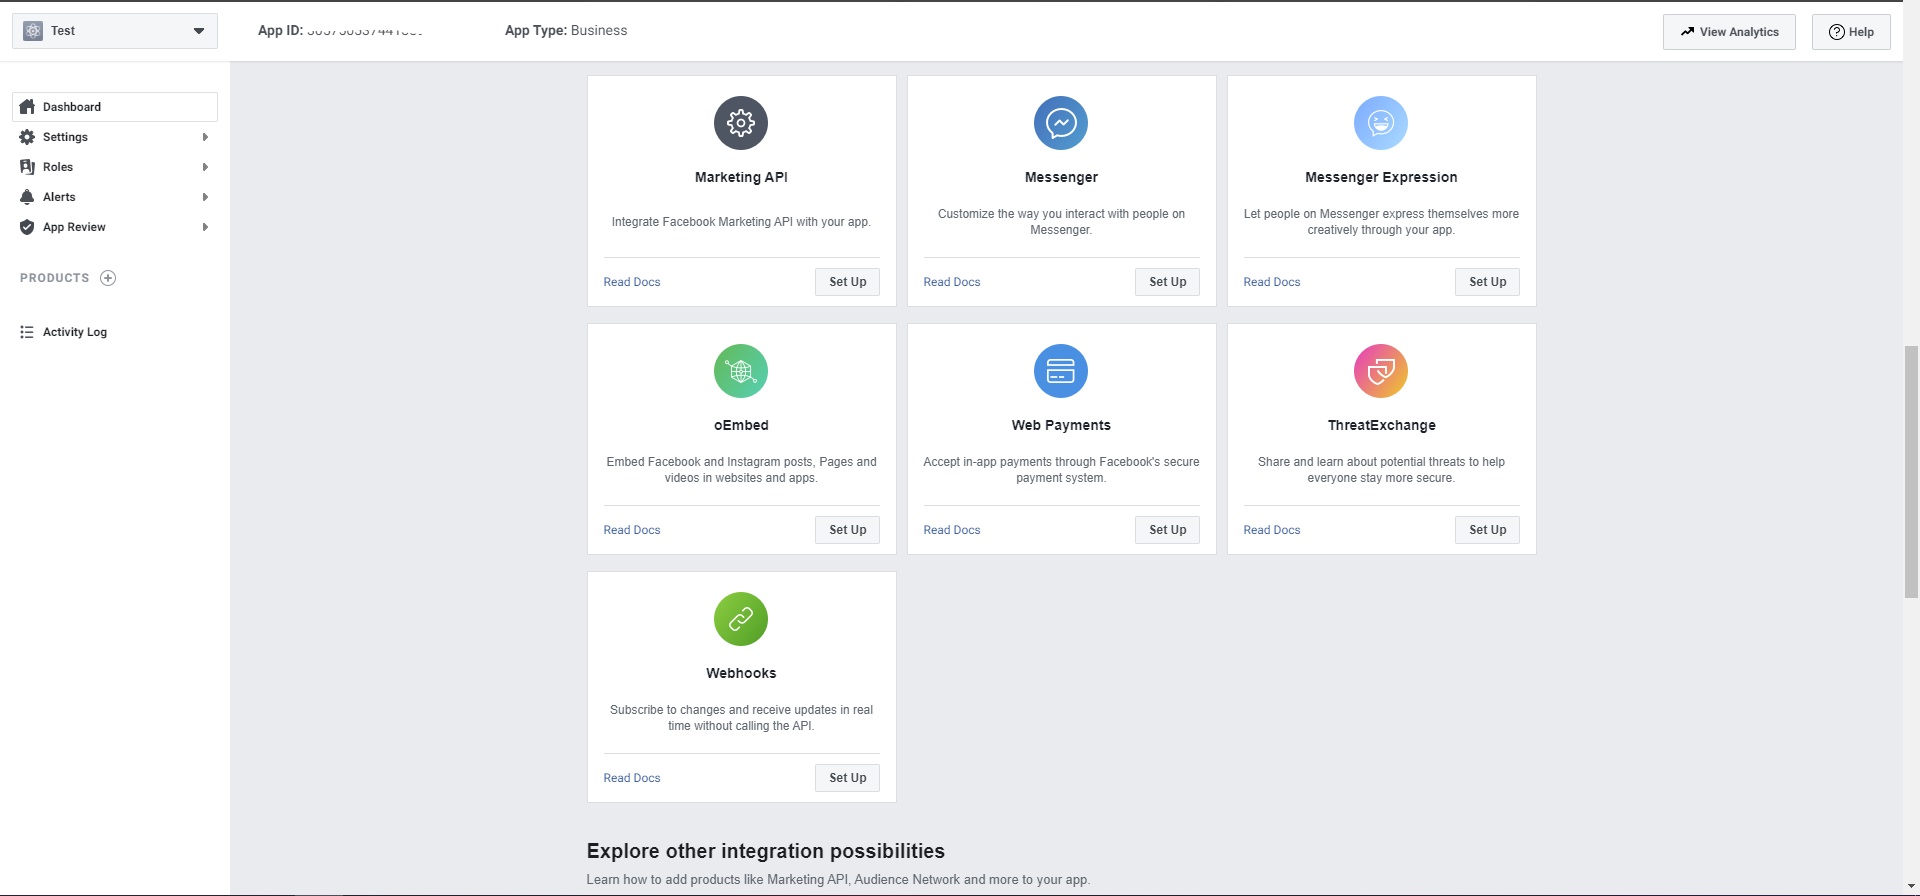 Test
App ID:
App Type: Business
View Analytics
Help
Dashboard
Settings
Roles
Alerts
App Review
PRODUCTS
Activity Log
Marketing API
Integrate Facebook Marketing API with your app.
Read Docs
Set Up
Messenger
Customize the way you interact with people on
Messenger.
Read Docs
Set Up
Messenger Expression
Let people on Messenger express themselves more
creatively through your app.
Read Docs
Set Up
oEmbed
Embed Facebook and Instagram posts, Pages and
videos in websites and apps.
Read Docs
Set Up
Web Payments
Accept in-app payments through Facebook's secure
payment system.
Read Docs
Set Up
ThreatExchange
Share and learn about potential threats to help
everyone stay more secure.
Read Docs
Set Up
Webhooks
Subscribe to changes and receive updates in real
time without calling the API.
Read Docs
Set Up
Explore other integration possibilities
Learn how to add products like Marketing API, Audience Network and more to your app.